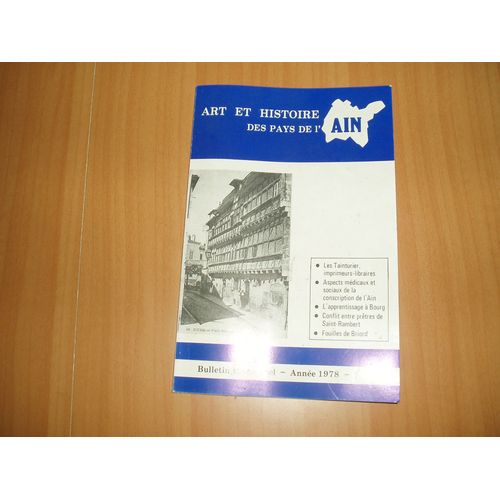 ART ET HISTOIRE
DES PAYS DE l'
AIN
• Les Tainturier,
imprimeurs-libraires
• Aspects médicaux et
sociaux de la
conscription de l'Ain
• L'apprentissage à Bourg
• Conflit entre prêtres de
Saint-Rambert
• Fouilles de Briord
Bulletin
– Année 1978 –